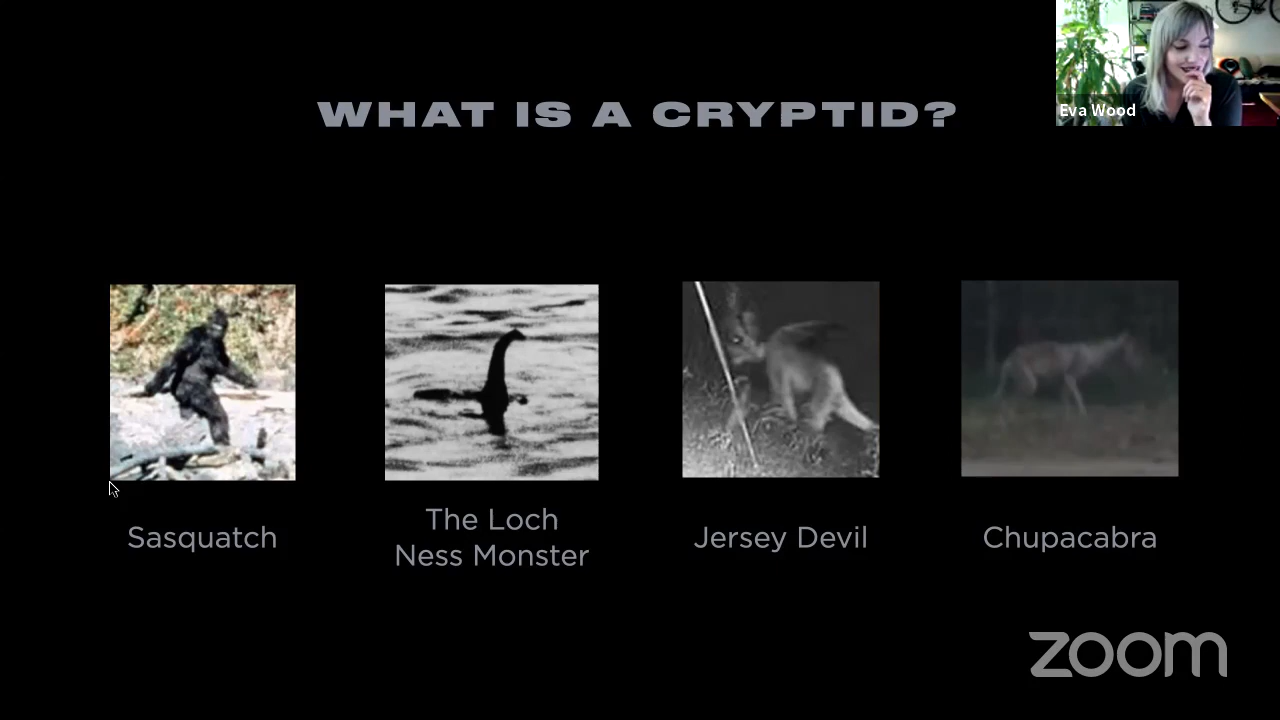 WHAT IS A CRYPTID?
Eva Wood
Sasquatch
The Loch
Ness Monster
Jersey Devil
Chupacabra
zoom